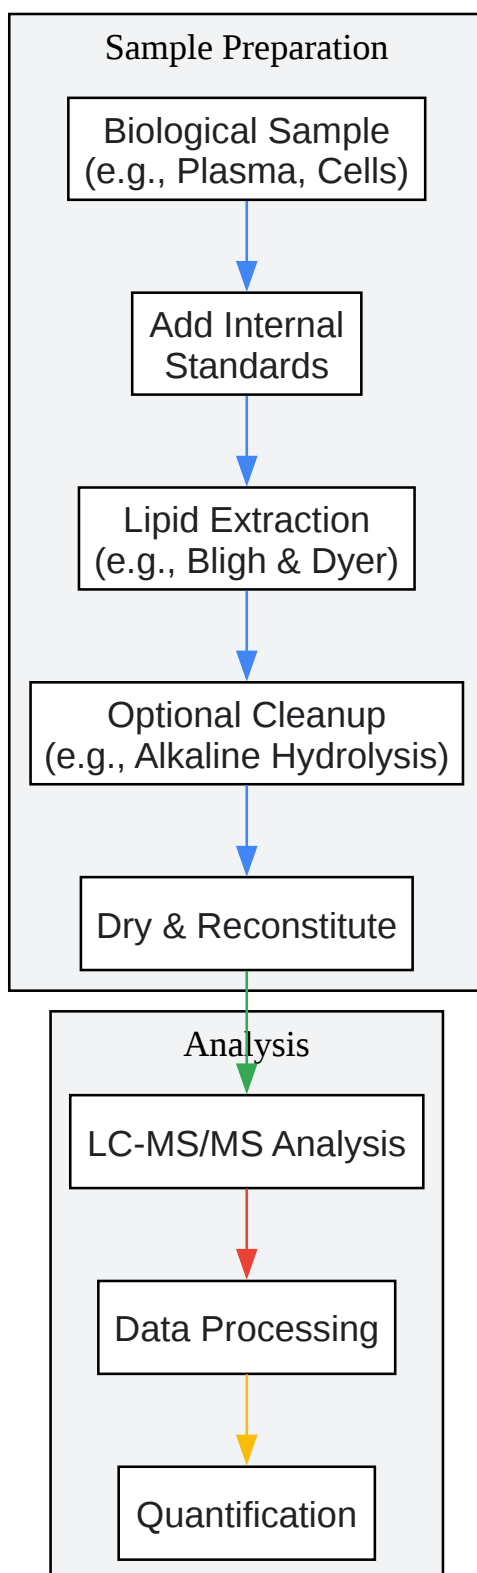 Sample Preparation
Biological Sample
(e.g., Plasma, Cells)
Add Internal
Standards
Lipid Extraction
(e.g., Bligh & Dyer)
Optional Cleanup
(e.g., Alkaline Hydrolysis)
Dry & Reconstitute
Analysis
LC-MS/MS Analysis
Data Processing
Quantification